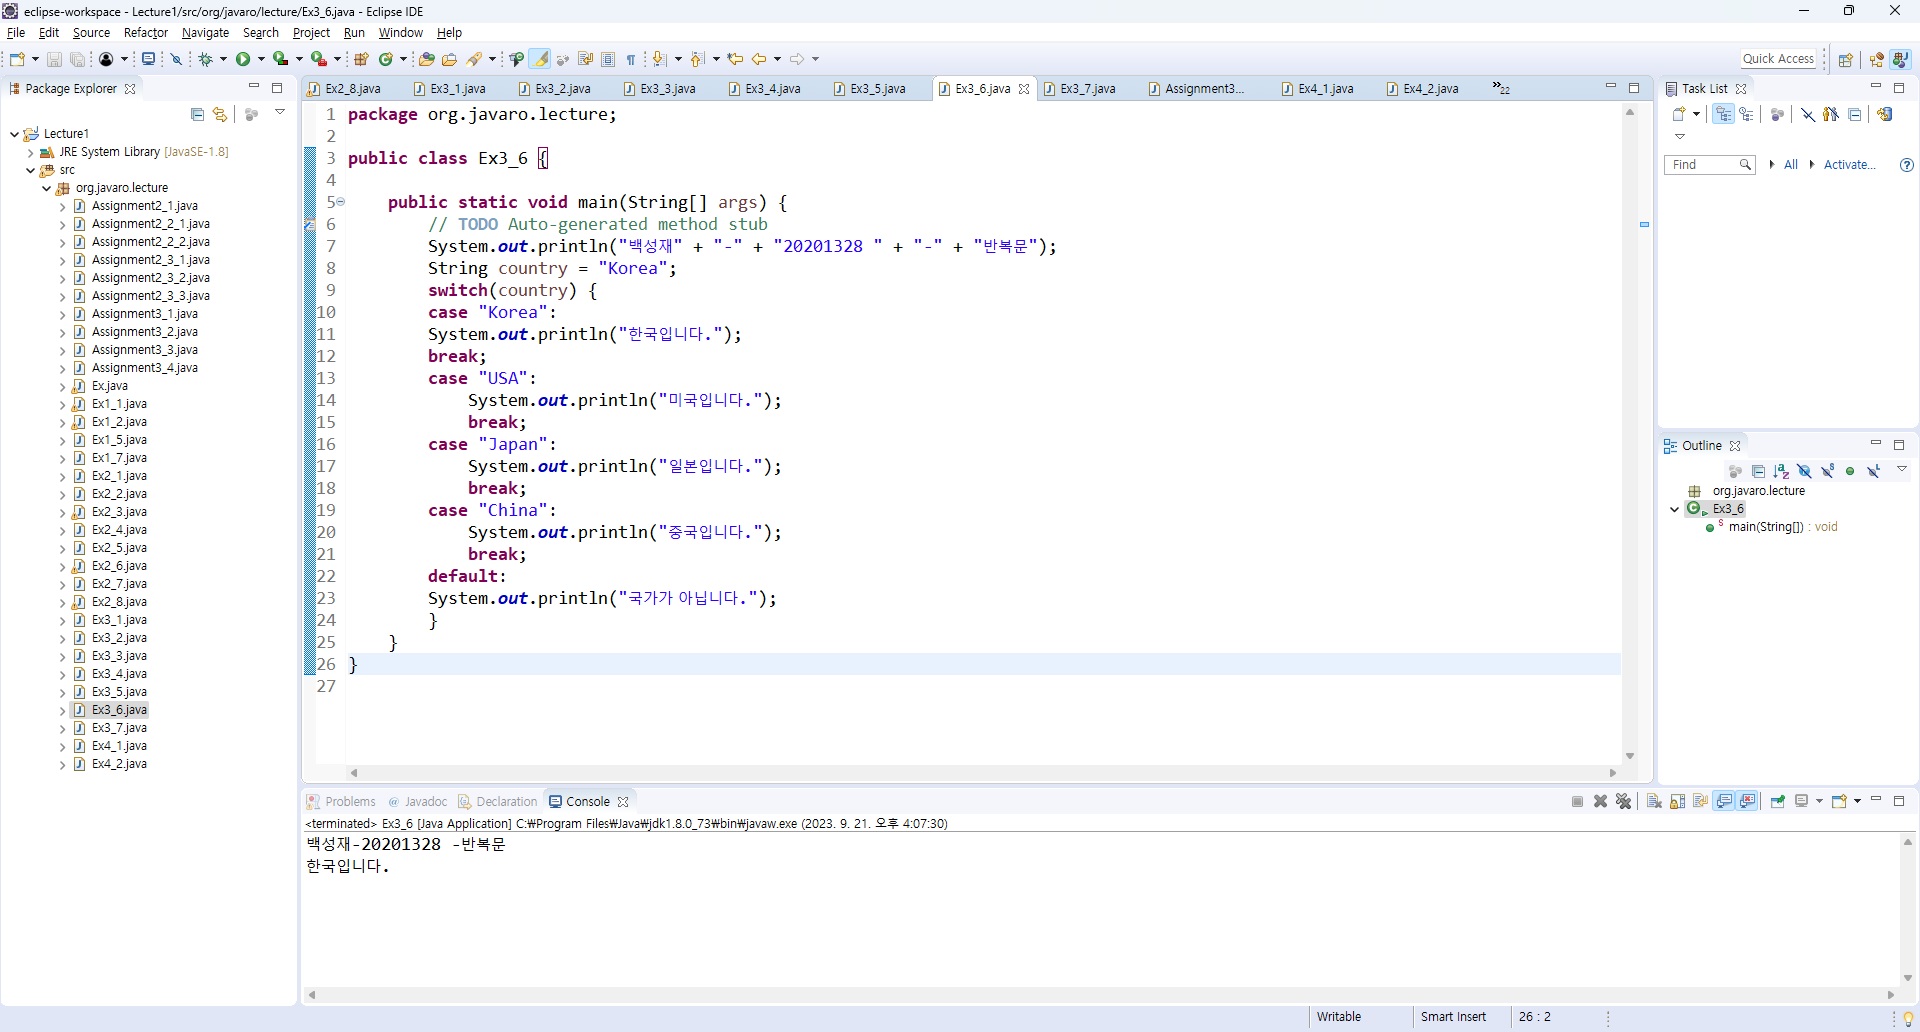 eclipse-workspace - Lecture1/src/org/javaro/lecture/Ex3_6.java - Eclipse IDE
File Edit Source Refactor Navigate Search Project Run Window Help
Quick Access
Package Explorer
Lecture1
JRE System Library [JavaSE-1.8]
src
org.javaro.lecture
Assignment2_1.java
Assignment2_2_1.java
Assignment2_2_2.java
Assignment2_3_1.java
Assignment2_3_2.java
Assignment2_3_3.java
Assignment3_1.java
Assignment3_2.java
Assignment3_3.java
Assignment3_4.java
Ex.java
Ex1_1.java
Ex1_2.java
Ex1_5.java
Ex1_7.java
Ex2_1.java
Ex2_2.java
Ex2_3.java
Ex2_4.java
Ex2_5.java
Ex2_6.java
Ex2_7.java
Ex2_8.java
Ex3_1.java
Ex3_2.java
Ex3_3.java
Ex3_4.java
Ex3_5.java
Ex3_6.java
Ex3_7.java
Ex4_1.java
Ex4_2.java
Ex2_8.java Ex3_1.java Ex3_2.java Ex3_3.java Ex3_4.java Ex3_5.java Ex3_6.java Ex3_7.java Assignment3... Ex4_1.java Ex4_2.java »22
1 package org.javaro.lecture;
2
3 public class Ex3_6 {
4
5 public static void main(String[] args) {
6 // TODO Auto-generated method stub
7 System.out.println("백성재" + "-" + "20201328 " + "-" + "반복문");
8 String country = "Korea";
9 switch(country) {
10 case "Korea":
11 System.out.println("한국입니다.");
12 break;
13 case "USA":
14 System.out.println("미국입니다.");
15 break;
16 case "Japan":
17 System.out.println("일본입니다.");
18 break;
19 case "China":
20 System.out.println("중국입니다.");
21 break;
22 default:
23 System.out.println("국가가 아닙니다.");
24 }
25 }
26 }
27
Task List
Find All Activate...
Outline
org.javaro.lecture
Ex3_6
main(String[]) : void
Problems Javadoc Declaration Console
<terminated> Ex3_6 [Java Application] C:₩Program Files₩Java₩jdk1.8.0_73₩bin₩javaw.exe (2023. 9. 21. 오후 4:07:30)
백성재-20201328 -반복문
한국입니다.
Writable Smart Insert 26 : 2